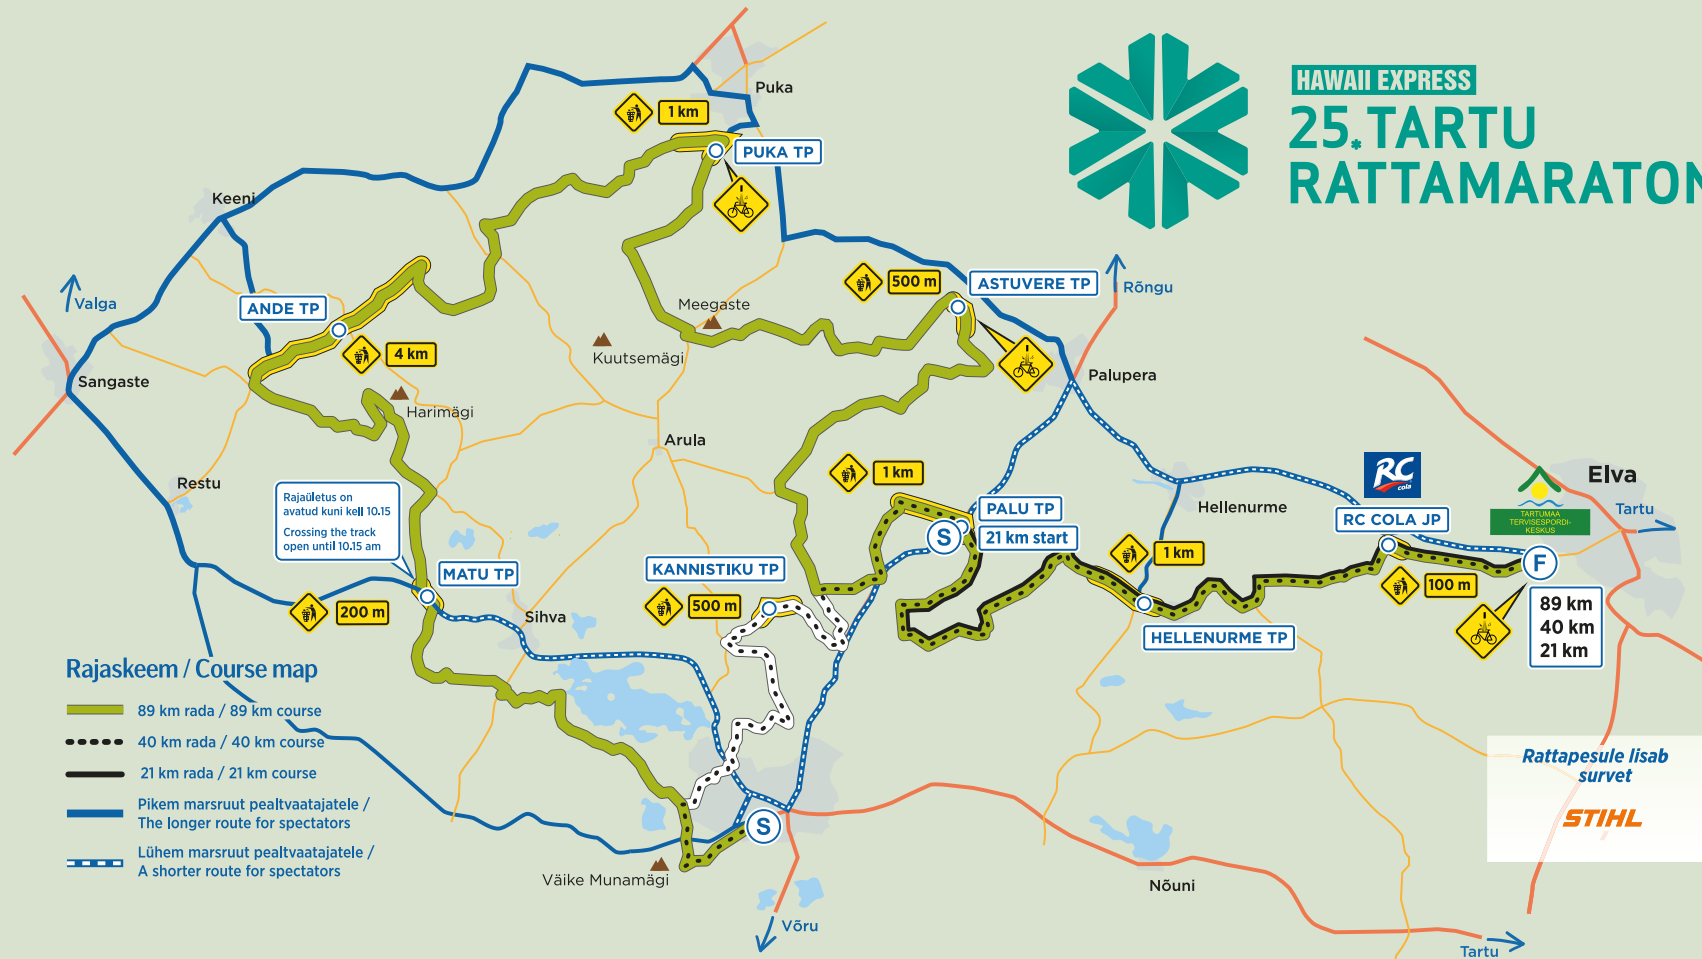 HAWAII EXPRESS
25. TARTU
RATTAMARATON
Puka
1 km
PUKA TP
Keeni
Valga
ANDE TP
4 km
Sangaste
Harimägi
Kuutsemägi
Meegaste
500 m
ASTUVERE TP
Rõngu
Palupera
Arula
Restu
Rajaületus on
avatud kuni kell 10.15
Crossing the track
open until 10.15 am
MATU TP
200 m
Sihva
KANNISTIKU TP
500 m
1 km
PALU TP
S
21 km start
Hellenurme
1 km
HELLENURME TP
RC
cola
RC COLA JP
100 m
TARTUMAA
TERVISESPORDI-
KESKUS
Elva
Tartu
F
89 km
40 km
21 km
Rajaskeem / Course map
89 km rada / 89 km course
40 km rada / 40 km course
21 km rada / 21 km course
Pikem marsruut pealtvaatajatele /
The longer route for spectators
Lühem marsruut pealtvaatajatele /
A shorter route for spectators
S
Väike Munamägi
Võru
Nõuni
Tartu
Rattapesule lisab
survet
STIHL